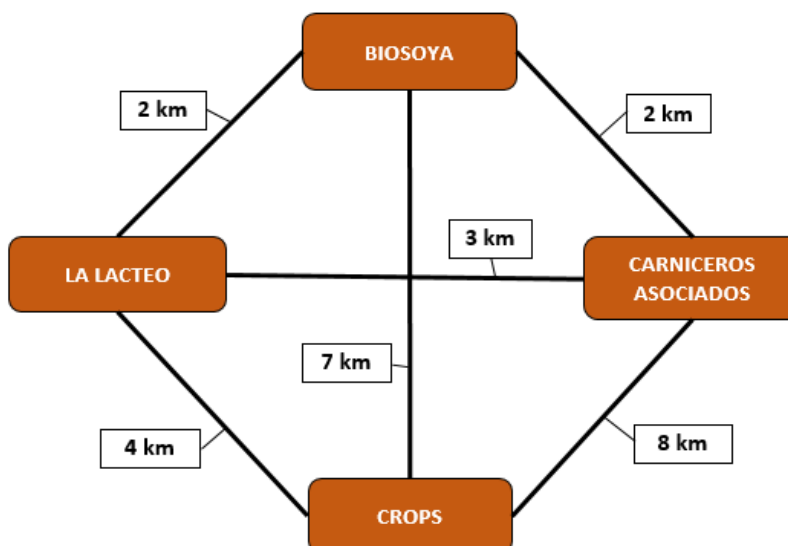 BIOSOYA
2 km
2 km
3 km
LA LACTEO
CARNICEROS
ASOCIADOS
7 km
4 km
8 km
CROPS